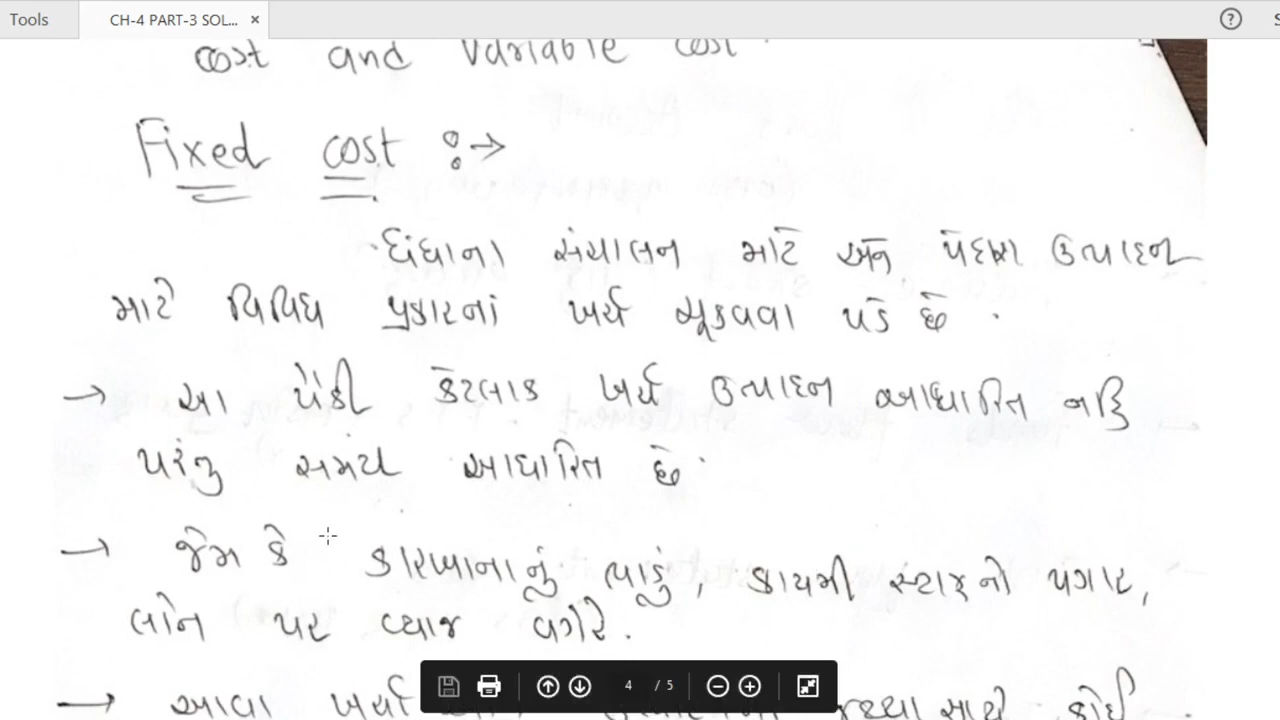 Tools
CH-4 PART-3 SOL... ×
cost and variable cost.
Fixed cost :→
ધંધાના સંચાલન માટે અને પેદાશ ઉત્પાદન
માટે વિવિધ પ્રકારનાં ખર્ચ ચૂકવવા પડે છે.
→ આ પૈકી કેટલાક ખર્ચ ઉત્પાદન આધારિત નહિ
પરંતુ સમય આધારિત છે.
→ જેમ કે કારખાનાનું ભાડું, કાયમી સ્ટાફનો પગાર,
લોન પર વ્યાજ વગેરે.
→ આવા ખર્ચ સાથે કોઈ
4 / 5